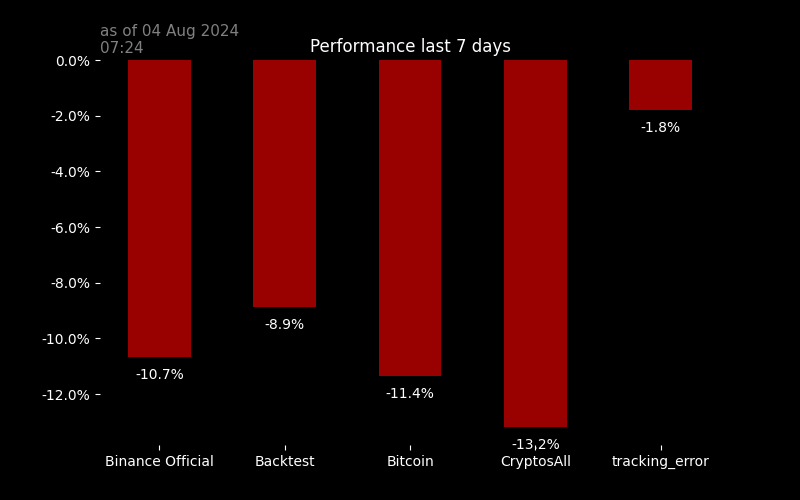 as of 04 Aug 2024
07:24
Performance last 7 days
0.0%
-2.0%
-4.0%
-6.0%
-8.0%
-10.0%
-12.0%
-10.7%
-8.9%
-11.4%
-13.2%
-1.8%
Binance Official
Backtest
Bitcoin
CryptosAll
tracking_error